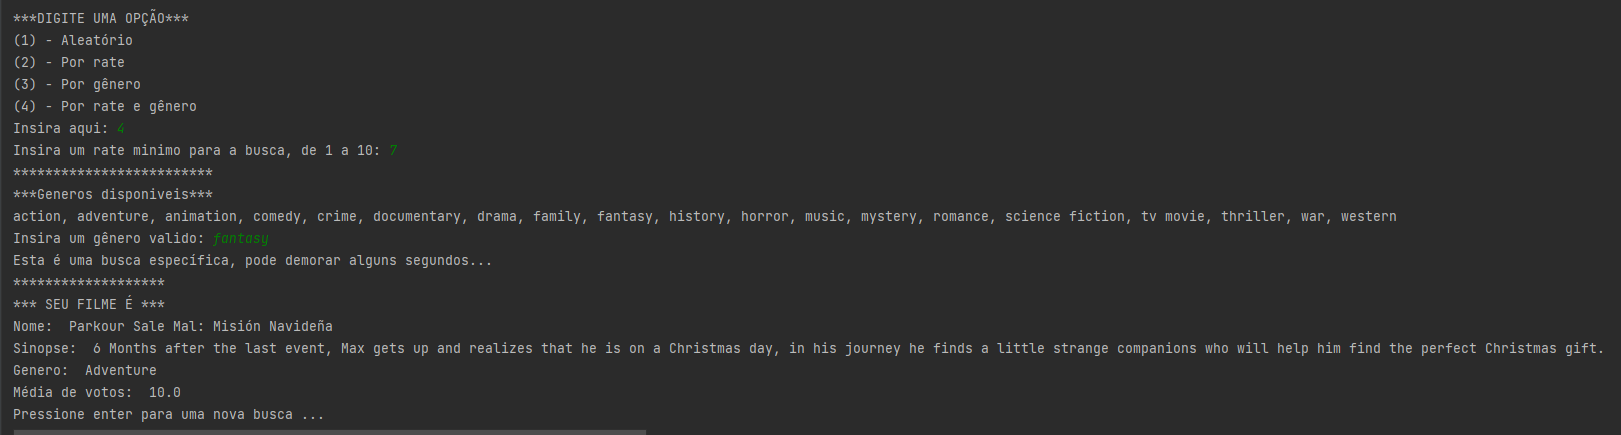 ***DIGITE UMA OPÇÃO***
(1) - Aleatório
(2) - Por rate
(3) - Por gênero
(4) - Por rate e gênero
Insira aqui: 4
Insira um rate minimo para a busca, de 1 a 10: 7
*************************
***Generos disponiveis***
action, adventure, animation, comedy, crime, documentary, drama, family, fantasy, history, horror, music, mystery, romance, science fiction, tv movie, thriller, war, western
Insira um gênero valido: fantasy
Esta é uma busca específica, pode demorar alguns segundos...
*******************
*** SEU FILME É ***
Nome:  Parkour Sale Mal: Misión Navideña
Sinopse:  6 Months after the last event, Max gets up and realizes that he is on a Christmas day, in his journey he finds a little strange companions who will help him find the perfect Christmas gift.
Genero:  Adventure
Média de votos:  10.0
Pressione enter para uma nova busca ...